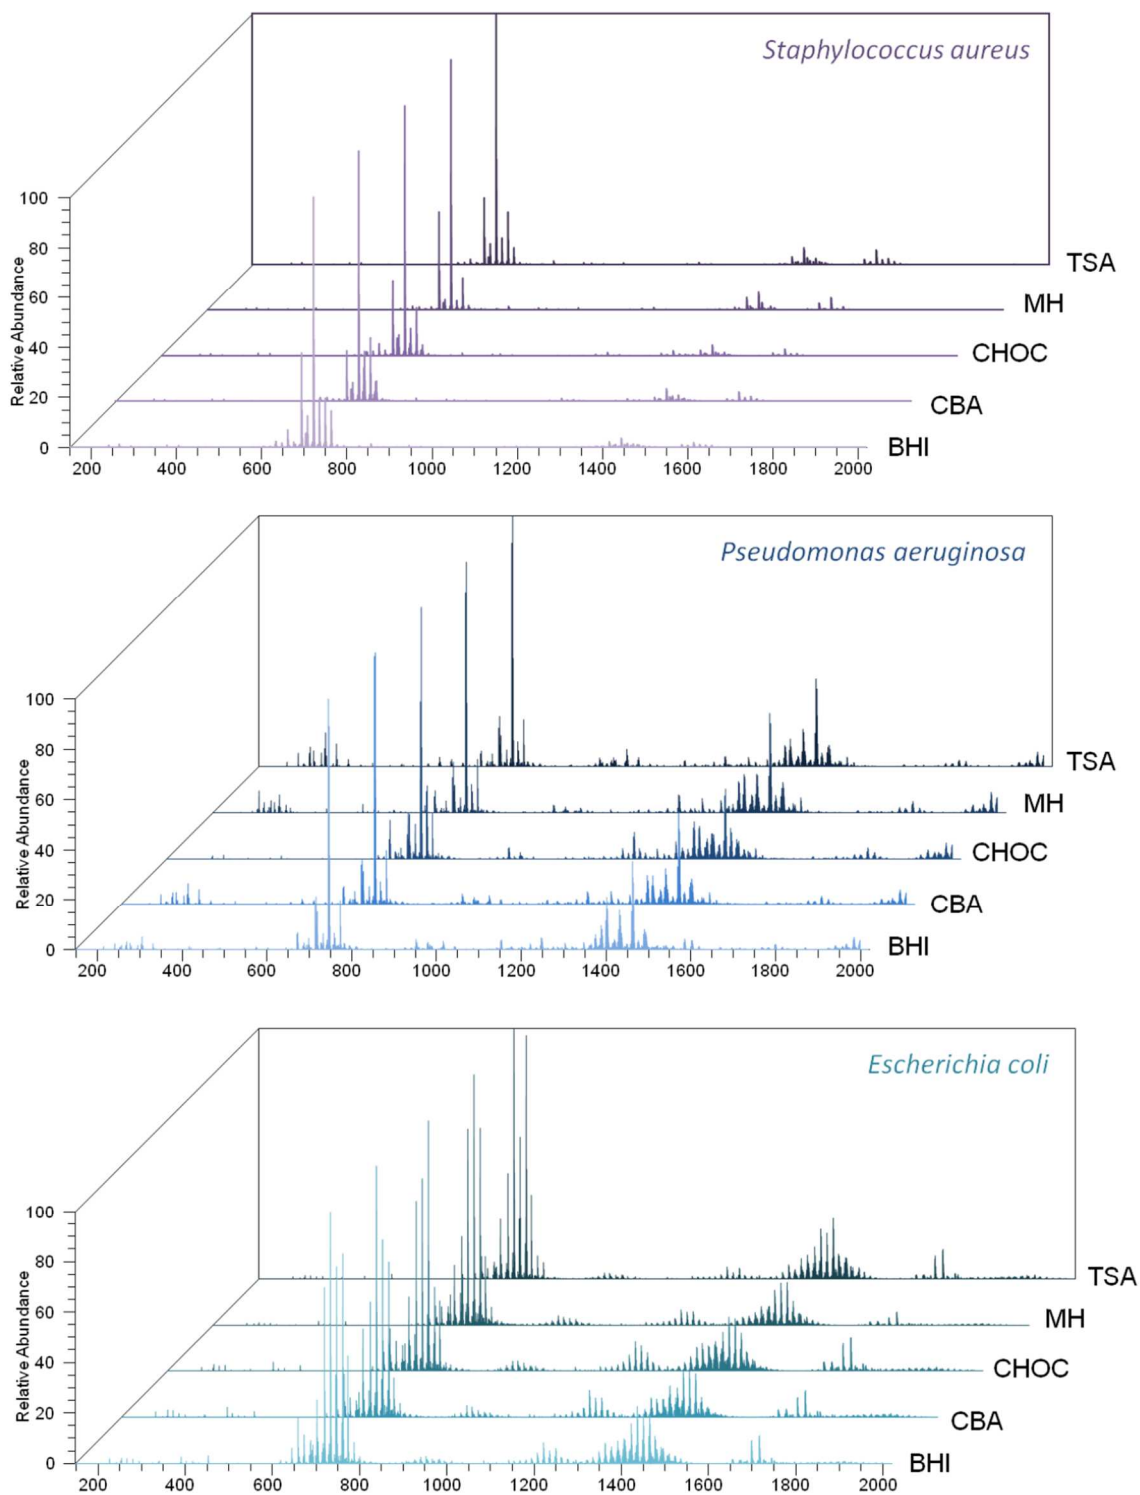 Staphylococcus aureus
100
80
60
40
20
0
Relative Abundance
TSA
MH
CHOC
CBA
BHI
200 400 600 800 1000 1200 1400 1600 1800 2000
Pseudomonas aeruginosa
100
80
60
40
20
0
Relative Abundance
TSA
MH
CHOC
CBA
BHI
200 400 600 800 1000 1200 1400 1600 1800 2000
Escherichia coli
100
80
60
40
20
0
Relative Abundance
TSA
MH
CHOC
CBA
BHI
200 400 600 800 1000 1200 1400 1600 1800 2000